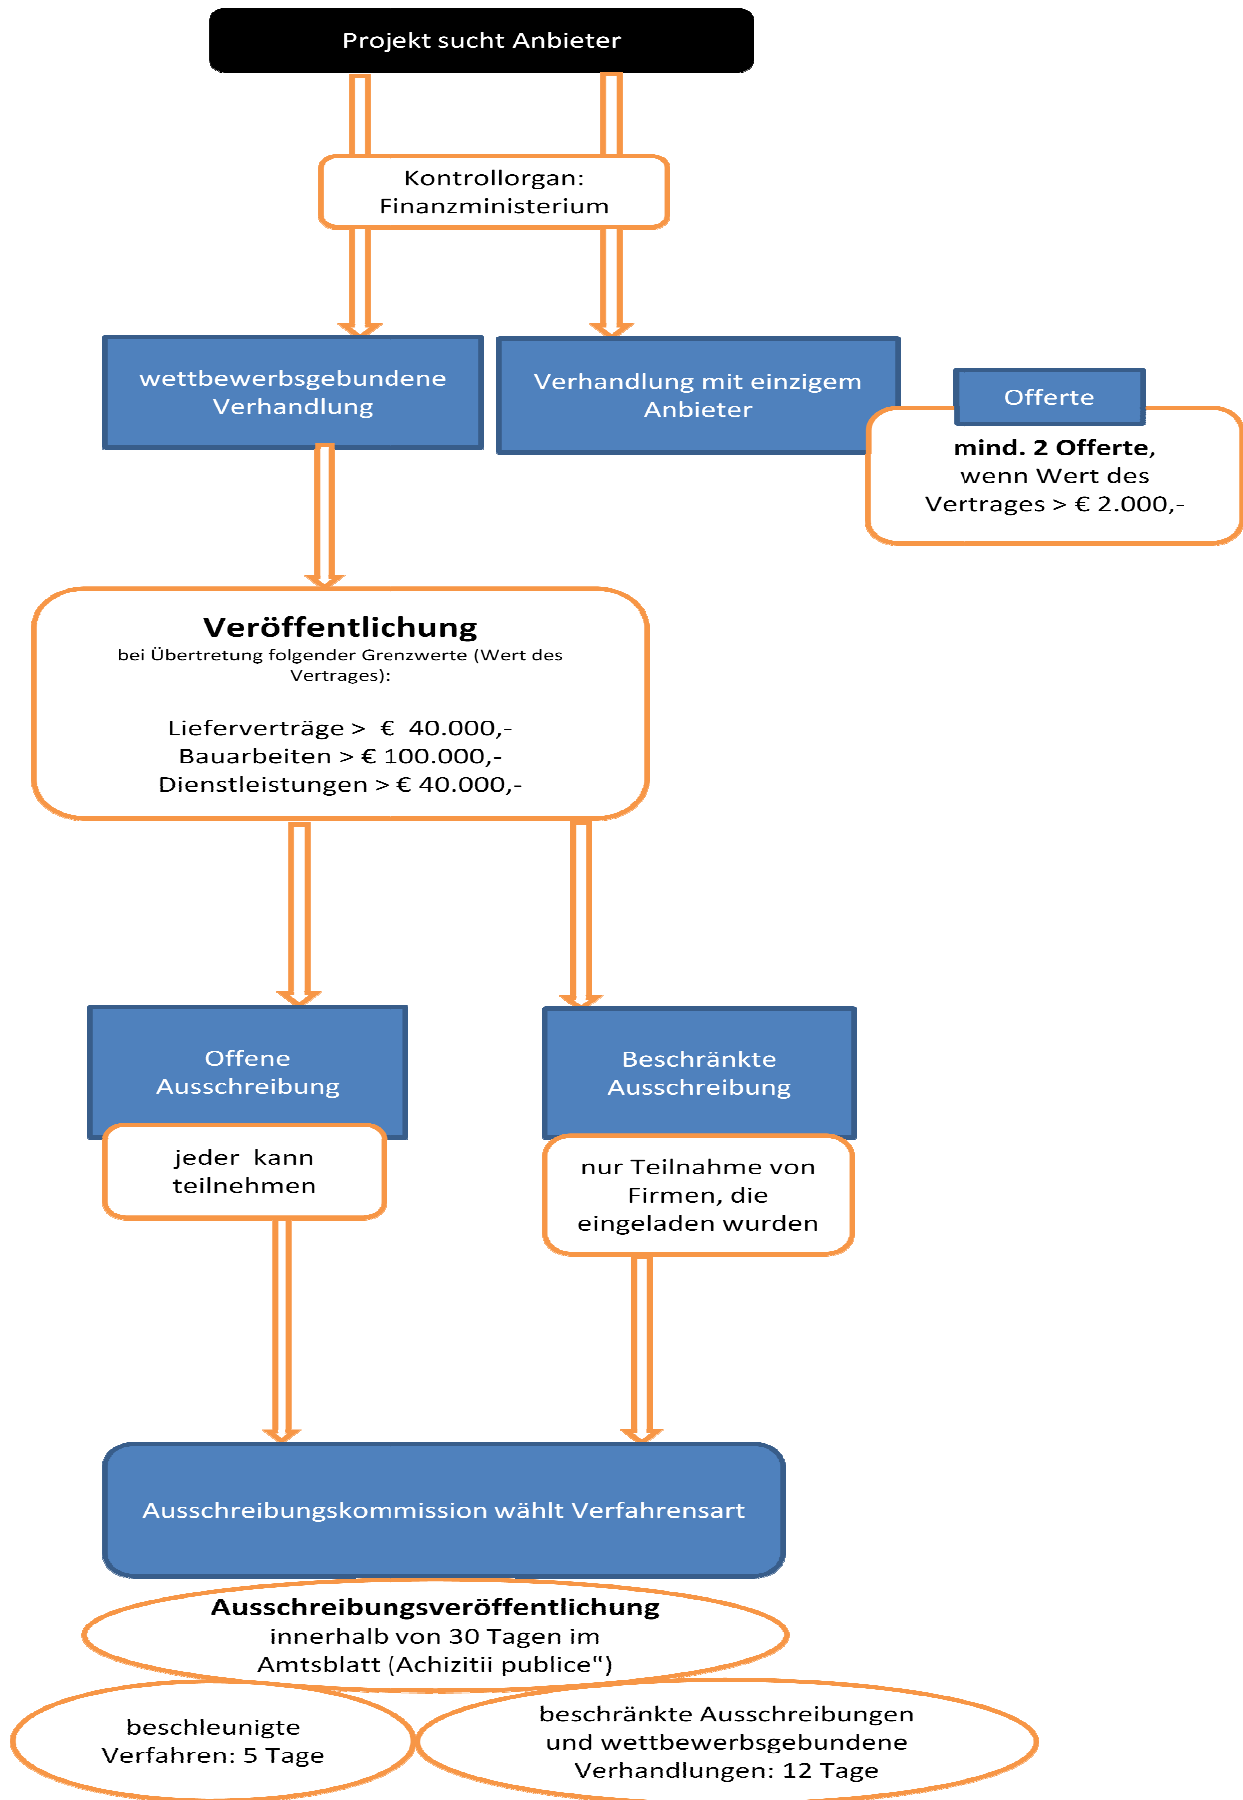 Projekt sucht Anbieter
Kontrollorgan:
Finanzministerium
wettbewerbsgebundene
Verhandlung
Verhandlung mit einzigem
Anbieter
Offerte
mind. 2 Offerte,
wenn Wert des
Vertrages > € 2.000,-
Veröffentlichung
bei Übertretung folgender Grenzwerte (Wert des
Vertrages):
Lieferverträge > € 40.000,-
Bauarbeiten > € 100.000,-
Dienstleistungen > € 40.000,-
Offene
Ausschreibung
jeder kann
teilnehmen
Beschränkte
Ausschreibung
nur Teilnahme von
Firmen, die
eingeladen wurden
Ausschreibungskommission wählt Verfahrensart
Ausschreibungsveröffentlichung
innerhalb von 30 Tagen im
Amtsblatt (Achizitii publice")
beschleunigte
Verfahren: 5 Tage
beschränkte Ausschreibungen
und wettbewerbsgebundene
Verhandlungen: 12 Tage